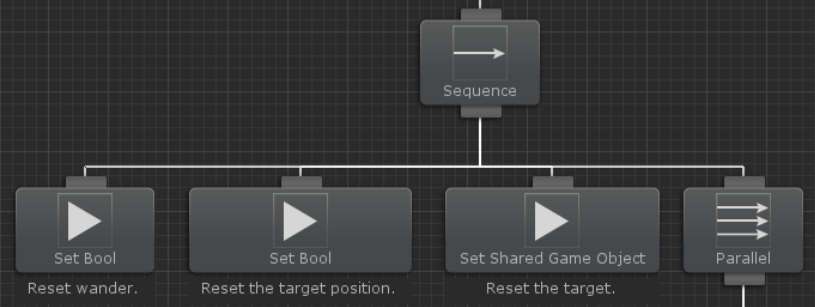 Sequence
Set Bool
Set Bool
Set Shared Game Object
Parallel
Reset wander.
Reset the target position.
Reset the target.